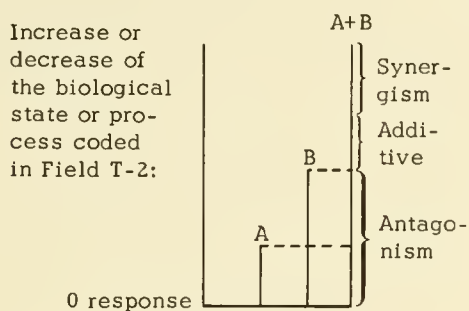 Increase or
decrease of
the biological
state or pro-
cess coded
in Field T-2:
A+B
Syner-
gism
Addi-
tive
B
Antago-
nism
A
0 response